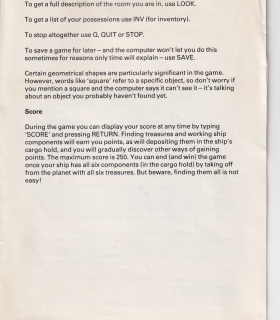 To get a full description of the room you are in, use LOOK.
To get a list of your possessions use INV (for inventory).
To stop altogether use Q, QUIT or STOP.
To save a game for later – and the computer won't let you do this
sometimes for reasons only time will explain – use SAVE.
Certain geometrical shapes are particularly significant in the game.
However, words like 'square' refer to a specific object, so don't worry if
you mention a square and the computer says it can't see it – it's talking
about an object you probably haven't found yet.
Score
During the game you can display your score at any time by typing
'SCORE' and pressing RETURN. Finding treasures and working ship
components will earn you points, as will depositing them in the ship's
cargo hold, and you will gradually discover other ways of gaining
points. The maximum score is 250. You can end (and win) the game
once your ship has all six components (in the cargo hold) by taking off
from the planet with all six treasures. But beware, finding them all is not
easy!